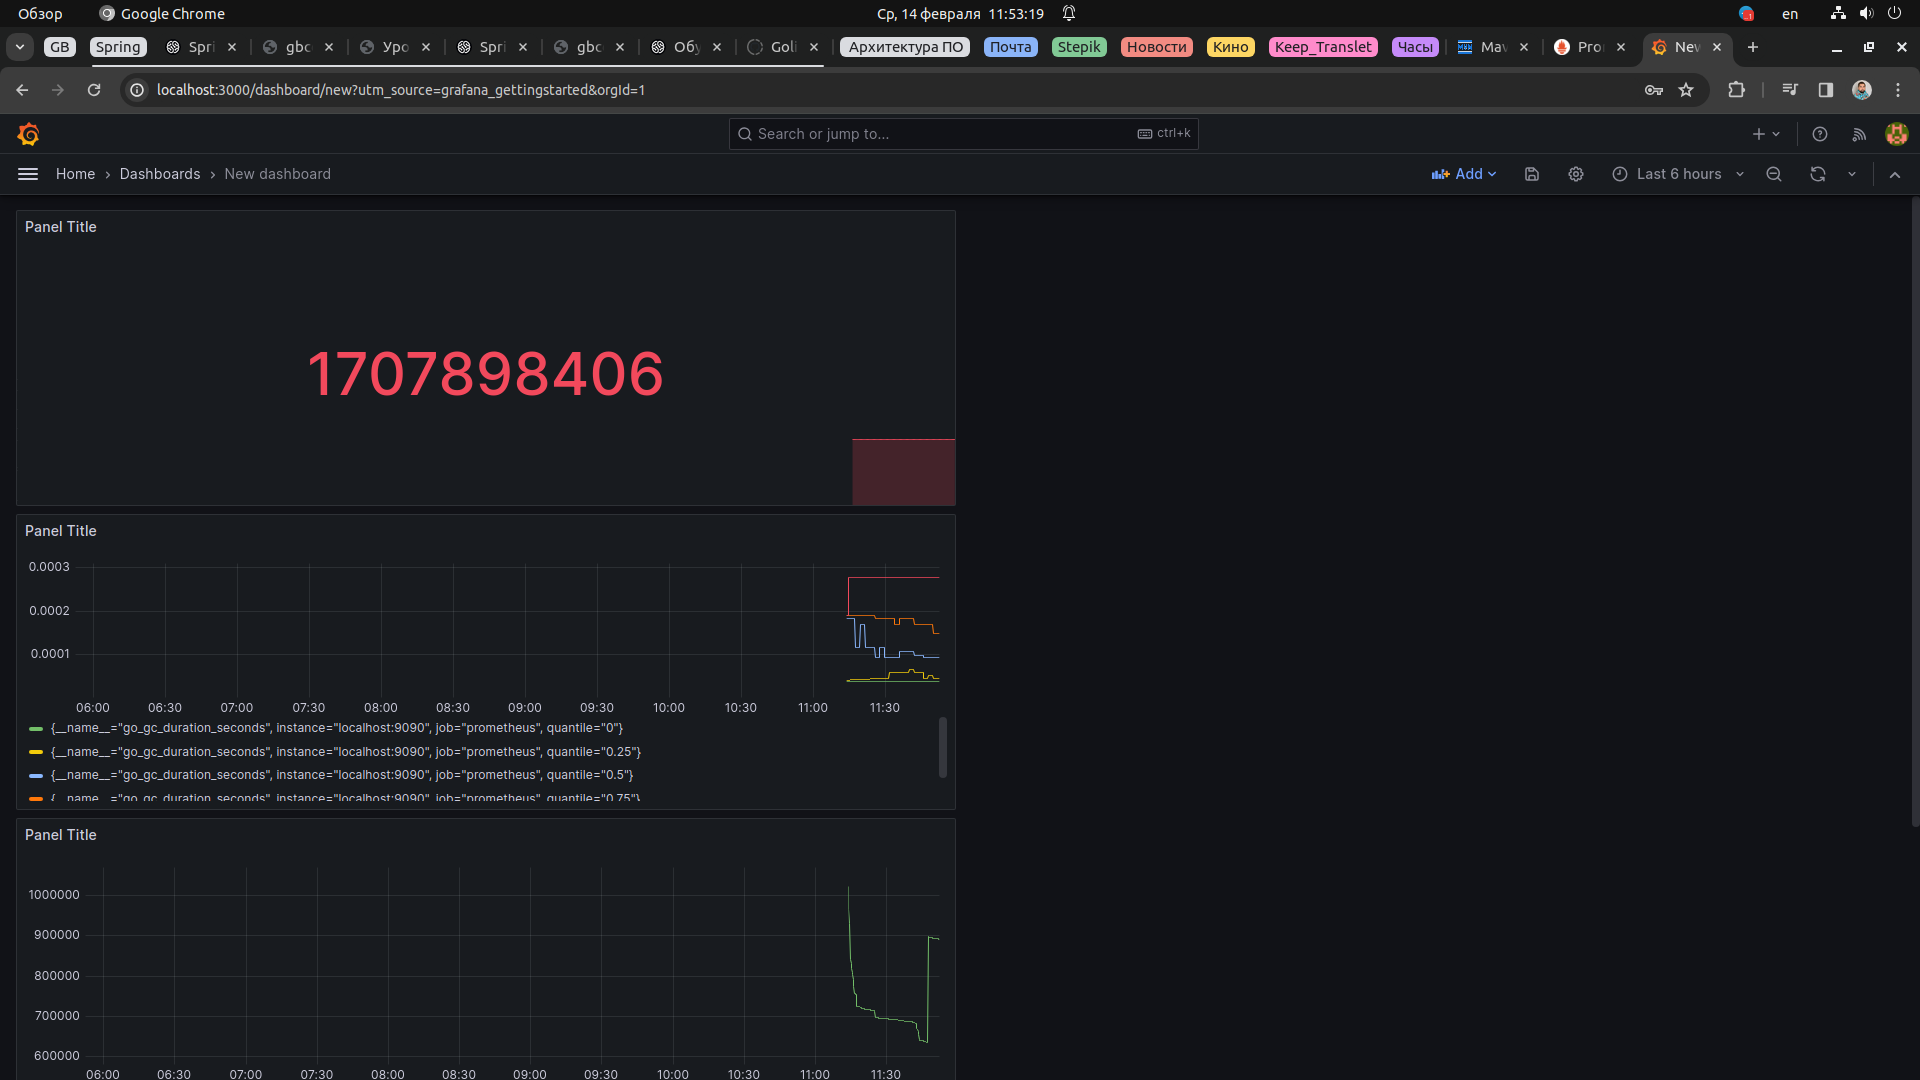 Обзор Google Chrome Ср, 14 февраля 11:53:19 en
GB Spring Spri gbc Уро Spri gbc Обу Goli Архитектура ПО Почта Stepik Новости Кино Keep_Translet Часы Mav Pro New
localhost:3000/dashboard/new?utm_source=grafana_gettingstarted&orgId=1
Search or jump to... ctrl+k
Home › Dashboards › New dashboard Add Last 6 hours
Panel Title
1707898406
Panel Title
0.0003
0.0002
0.0001
06:00 06:30 07:00 07:30 08:00 08:30 09:00 09:30 10:00 10:30 11:00 11:30
{__name__="go_gc_duration_seconds", instance="localhost:9090", job="prometheus", quantile="0"}
{__name__="go_gc_duration_seconds", instance="localhost:9090", job="prometheus", quantile="0.25"}
{__name__="go_gc_duration_seconds", instance="localhost:9090", job="prometheus", quantile="0.5"}
{__name__="go_gc_duration_seconds", instance="localhost:9090", job="prometheus", quantile="0.75"}
Panel Title
1000000
900000
800000
700000
600000
06:00 06:30 07:00 07:30 08:00 08:30 09:00 09:30 10:00 10:30 11:00 11:30